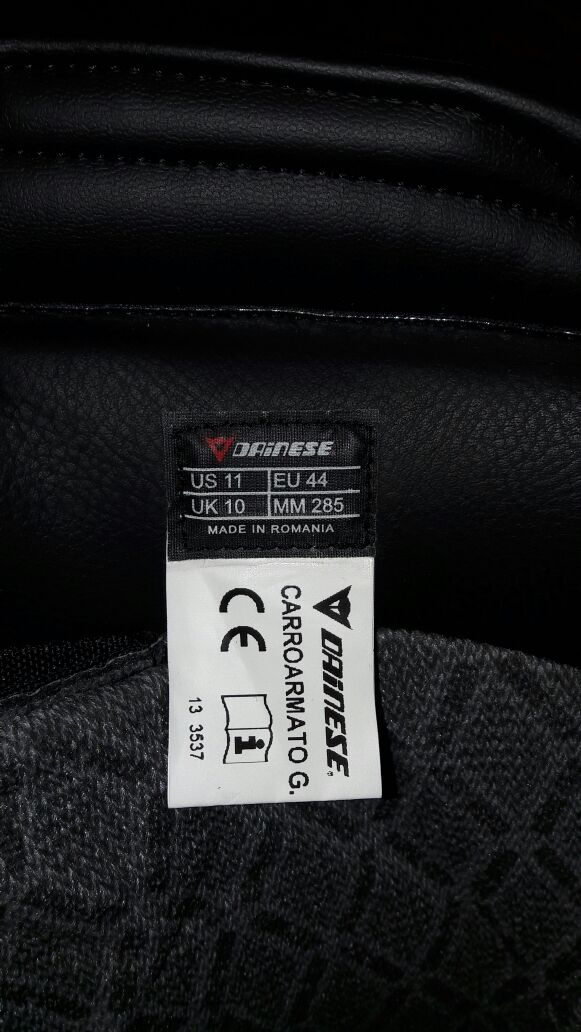 DAINESE
US 11 EU 44
UK 10 MM 285
MADE IN ROMANIA
DAINESE
CARROARMATO G.
CE
i
13 3537